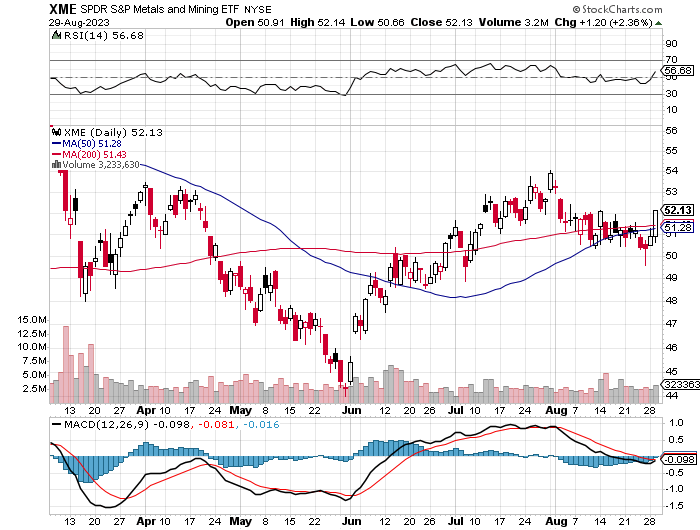 XME SPDR S&P Metals and Mining ETF NYSE © StockCharts.com
29-Aug-2023 Open 50.91 High 52.14 Low 50.66 Close 52.13 Volume 3.2M Chg +1.20 (+2.36%)
RSI(14) 56.68
90
70
56.68
50
30
10
XME (Daily) 52.13
MA(50) 51.28
MA(200) 51.43
Volume 3,233,630
56
55
54
53
52.13
51.28
50
49
48
47
46
45
44
15.0M
12.5M
10.0M
7.5M
5.0M
2.5M
3233630
13 20 27 Apr 10 17 24 May 8 15 22 Jun 12 20 26 Jul 10 17 24 Aug 7 14 21 28
MACD(12,26,9) -0.098, -0.081, -0.016
1.0
0.5
-0.098
-0.5
-1.0
-1.5
13 20 27 Apr 10 17 24 May 8 15 22 Jun 12 20 26 Jul 10 17 24 Aug 7 14 21 28